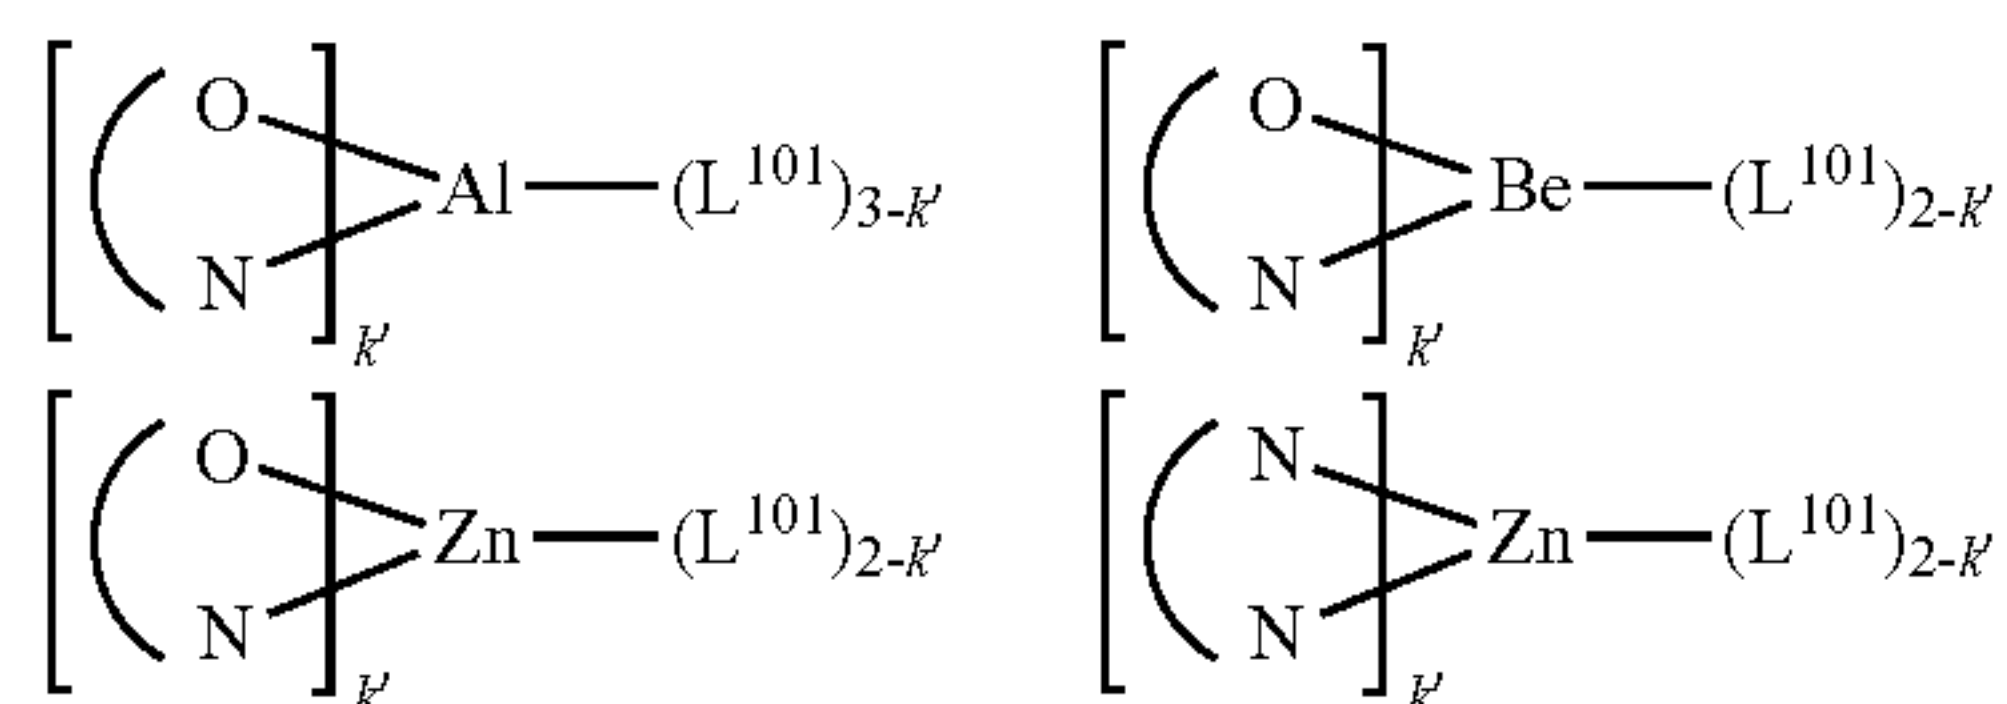 O O
Al (L¹⁰¹)₃₋ₖ′ Be (L¹⁰¹)₂₋ₖ′
N N
k′ k′
O N
Zn (L¹⁰¹)₂₋ₖ′ Zn (L¹⁰¹)₂₋ₖ′
N N
k′ k′